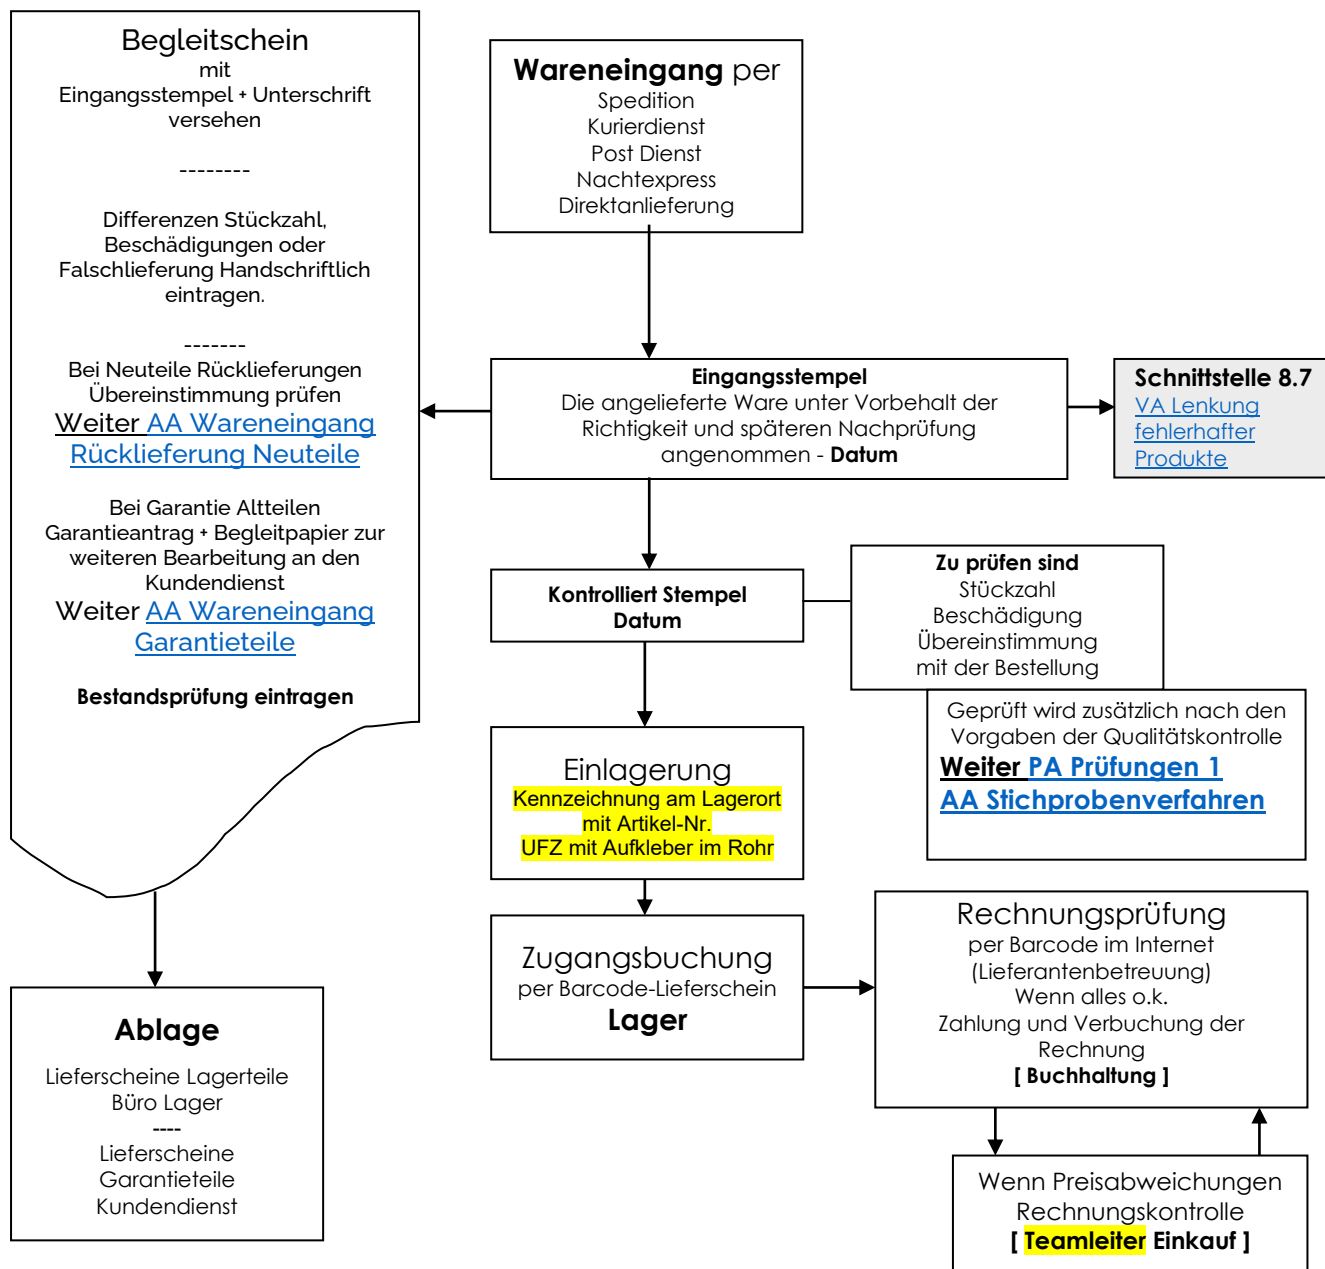 Begleitschein
mit
Eingangsstempel + Unterschrift
versehen
--------
Differenzen Stückzahl,
Beschädigungen oder
Falschlieferung Handschriftlich
eintragen.
-------
Bei Neuteile Rücklieferungen
Übereinstimmung prüfen
Weiter AA Wareneingang
Rücklieferung Neuteile
Bei Garantie Altteilen
Garantieantrag + Begleitpapier zur
weiteren Bearbeitung an den
Kundendienst
Weiter AA Wareneingang
Garantieteile
Bestandsprüfung eintragen
Wareneingang per
Spedition
Kurierdienst
Post Dienst
Nachtexpress
Direktanlieferung
Eingangsstempel
Die angelieferte Ware unter Vorbehalt der
Richtigkeit und späteren Nachprüfung
angenommen - Datum
Schnittstelle 8.7
VA Lenkung
fehlerhafter
Produkte
Kontrolliert Stempel
Datum
Zu prüfen sind
Stückzahl
Beschädigung
Übereinstimmung
mit der Bestellung
Geprüft wird zusätzlich nach den
Vorgaben der Qualitätskontrolle
Weiter PA Prüfungen 1
AA Stichprobenverfahren
Einlagerung
Kennzeichnung am Lagerort
mit Artikel-Nr.
UFZ mit Aufkleber im Rohr
Zugangsbuchung
per Barcode-Lieferschein
Lager
Rechnungsprüfung
per Barcode im Internet
(Lieferantenbetreuung)
Wenn alles o.k.
Zahlung und Verbuchung der
Rechnung
[ Buchhaltung ]
Wenn Preisabweichungen
Rechnungskontrolle
[ Teamleiter Einkauf ]
Ablage
Lieferscheine Lagerteile
Büro Lager
----
Lieferscheine
Garantieteile
Kundendienst